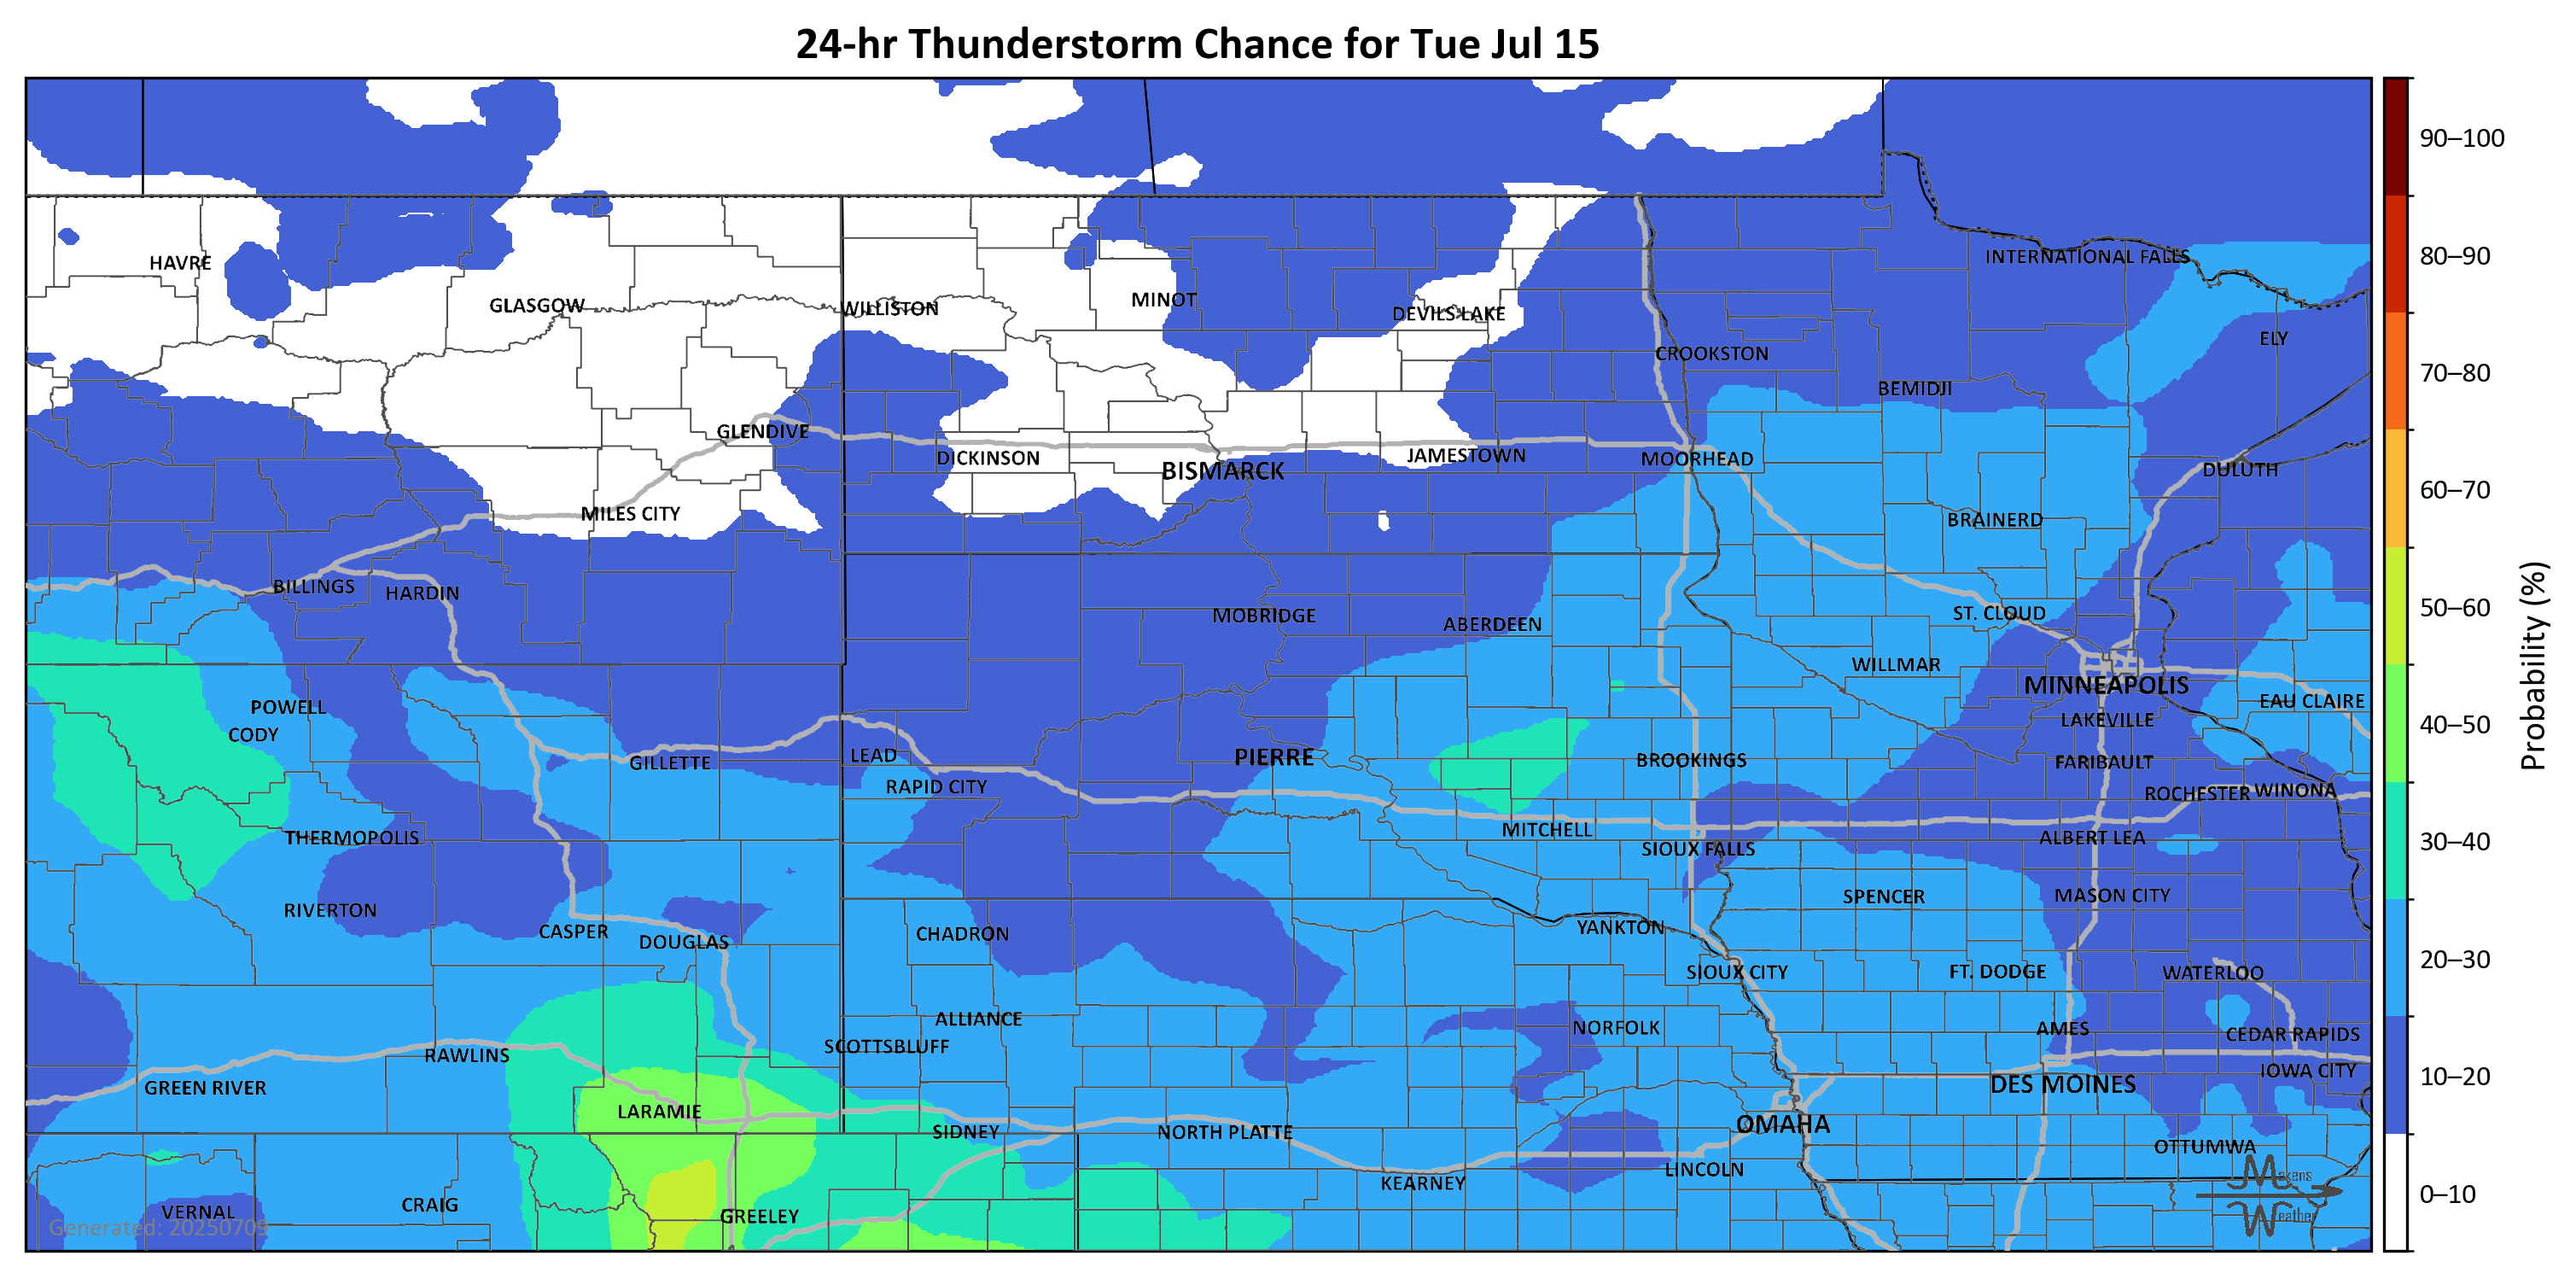 24-hr Thunderstorm Chance for Tue Jul 15
90–100
INTERNATIONAL FALLS
80–90
HAVRE
GLASGOW
WILLISTON
MINOT
DEVILS LAKE
ELY
CROOKSTON
70–80
BEMIDJI
GLENDIVE
DICKINSON
BISMARCK
JAMESTOWN
MOORHEAD
DULUTH
60–70
MILES CITY
BRAINERD
BILLINGS
HARDIN
MOBRIDGE
ABERDEEN
ST. CLOUD
50–60
WILLMAR
MINNEAPOLIS
Probability (%)
POWELL
EAU CLAIRE
CODY
LAKEVILLE
40–50
GILLETTE
LEAD
PIERRE
BROOKINGS
FARIBAULT
RAPID CITY
ROCHESTER
WINONA
THERMOPOLIS
MITCHELL
ALBERT LEA
30–40
SIOUX FALLS
RIVERTON
SPENCER
MASON CITY
CASPER
DOUGLAS
CHADRON
YANKTON
SIOUX CITY
FT. DODGE
WATERLOO
20–30
ALLIANCE
NORFOLK
AMES
CEDAR RAPIDS
RAWLINS
SCOTTSBLUFF
GREEN RIVER
DES MOINES
IOWA CITY
10–20
LARAMIE
SIDNEY
NORTH PLATTE
OMAHA
OTTUMWA
LINCOLN
KEARNEY
Makens
Weather
0–10
CRAIG
VERNAL
GREELEY
Generated: 20250709